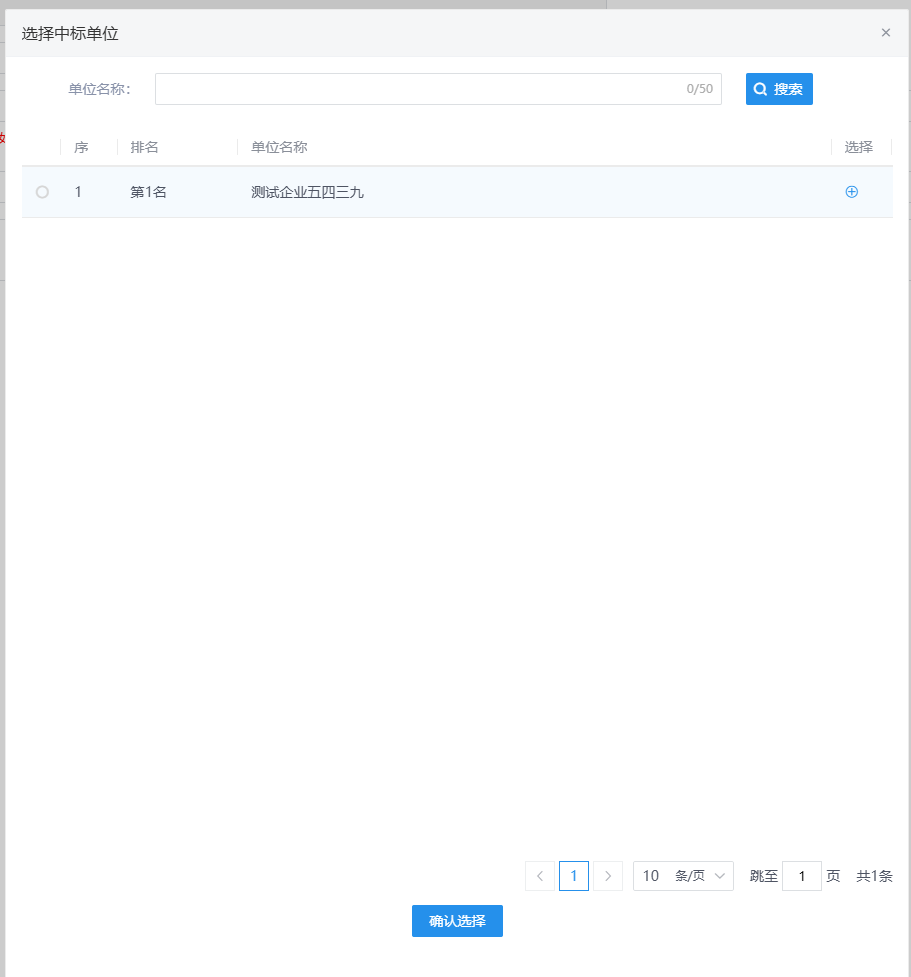 选择中标单位 ×
单位名称: 0/50 搜索
序 排名 单位名称 选择
1 第1名 测试企业五四三九
1 10 条/页 跳至 1 页 共1条
确认选择